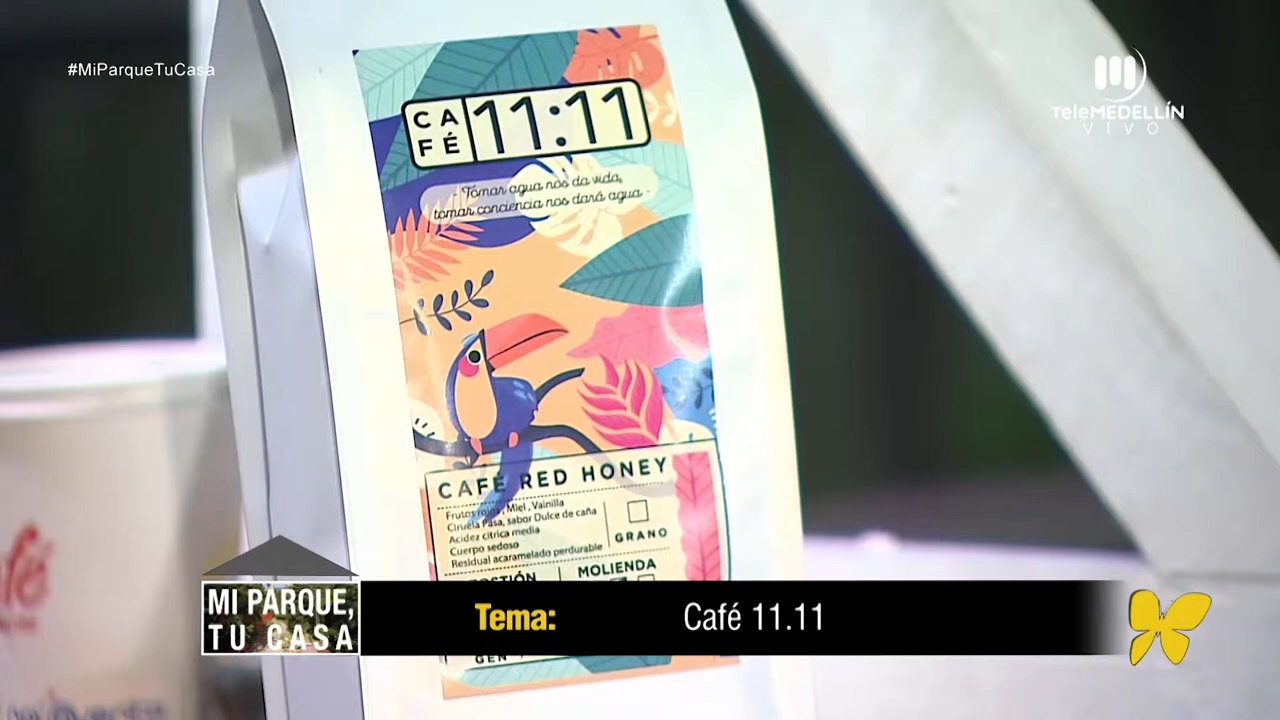 #MiParqueTuCasa
TeleMEDELLÍN
VIVO
CAFÉ 11:11
- Tomar agua nos da vida,
tomar conciencia nos dará agua -
CAFÉ RED HONEY
Frutos rojos, Miel, Vainilla
Ciruela Pasa, sabor Dulce de caña
Acidez cítrica media
Cuerpo sedoso
Residual acaramelado perdurable
GRANO
MOLIENDA
MI PARQUE,
TU CASA
Tema: Café 11.11